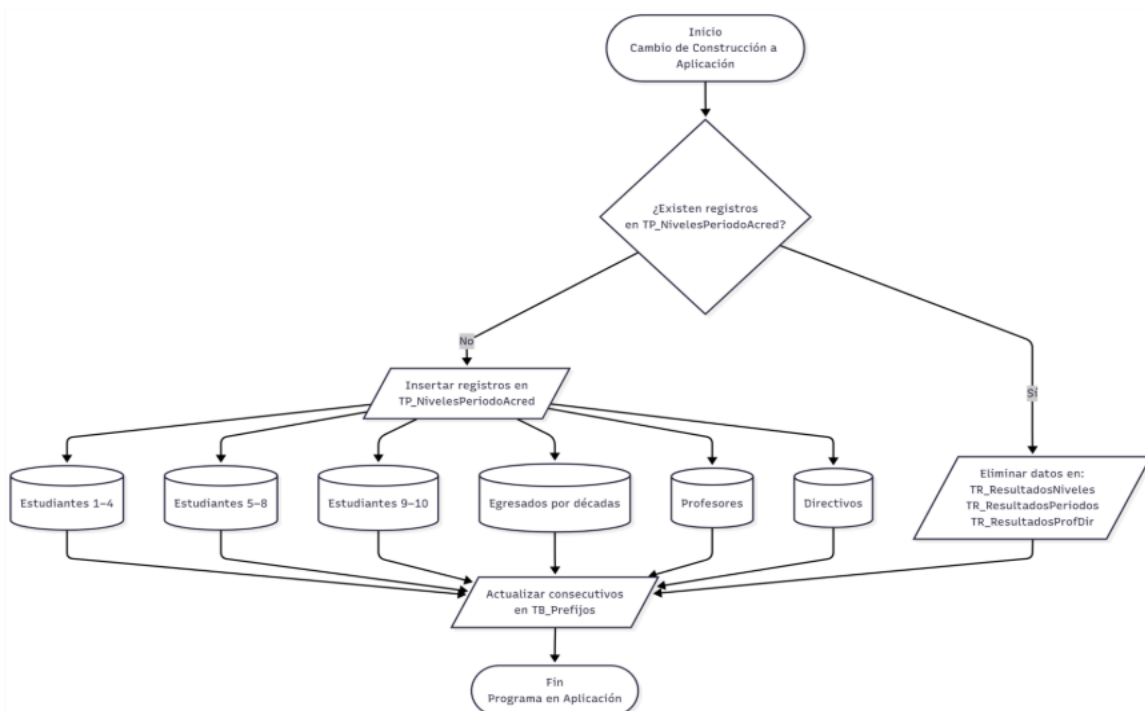 Inicio
Cambio de Construcción a
Aplicación
¿Existen registros
en TP_NivelesPeriodoAcred?
No
Insertar registros en
TP_NivelesPeriodoAcred
Sí
Estudiantes 1–4
Estudiantes 5–8
Estudiantes 9–10
Egresados por décadas
Profesores
Directivos
Eliminar datos en:
TR_ResultadosNiveles
TR_ResultadosPeriodos
TR_ResultadosProfDir
Actualizar consecutivos
en TB_Prefijos
Fin
Programa en Aplicación